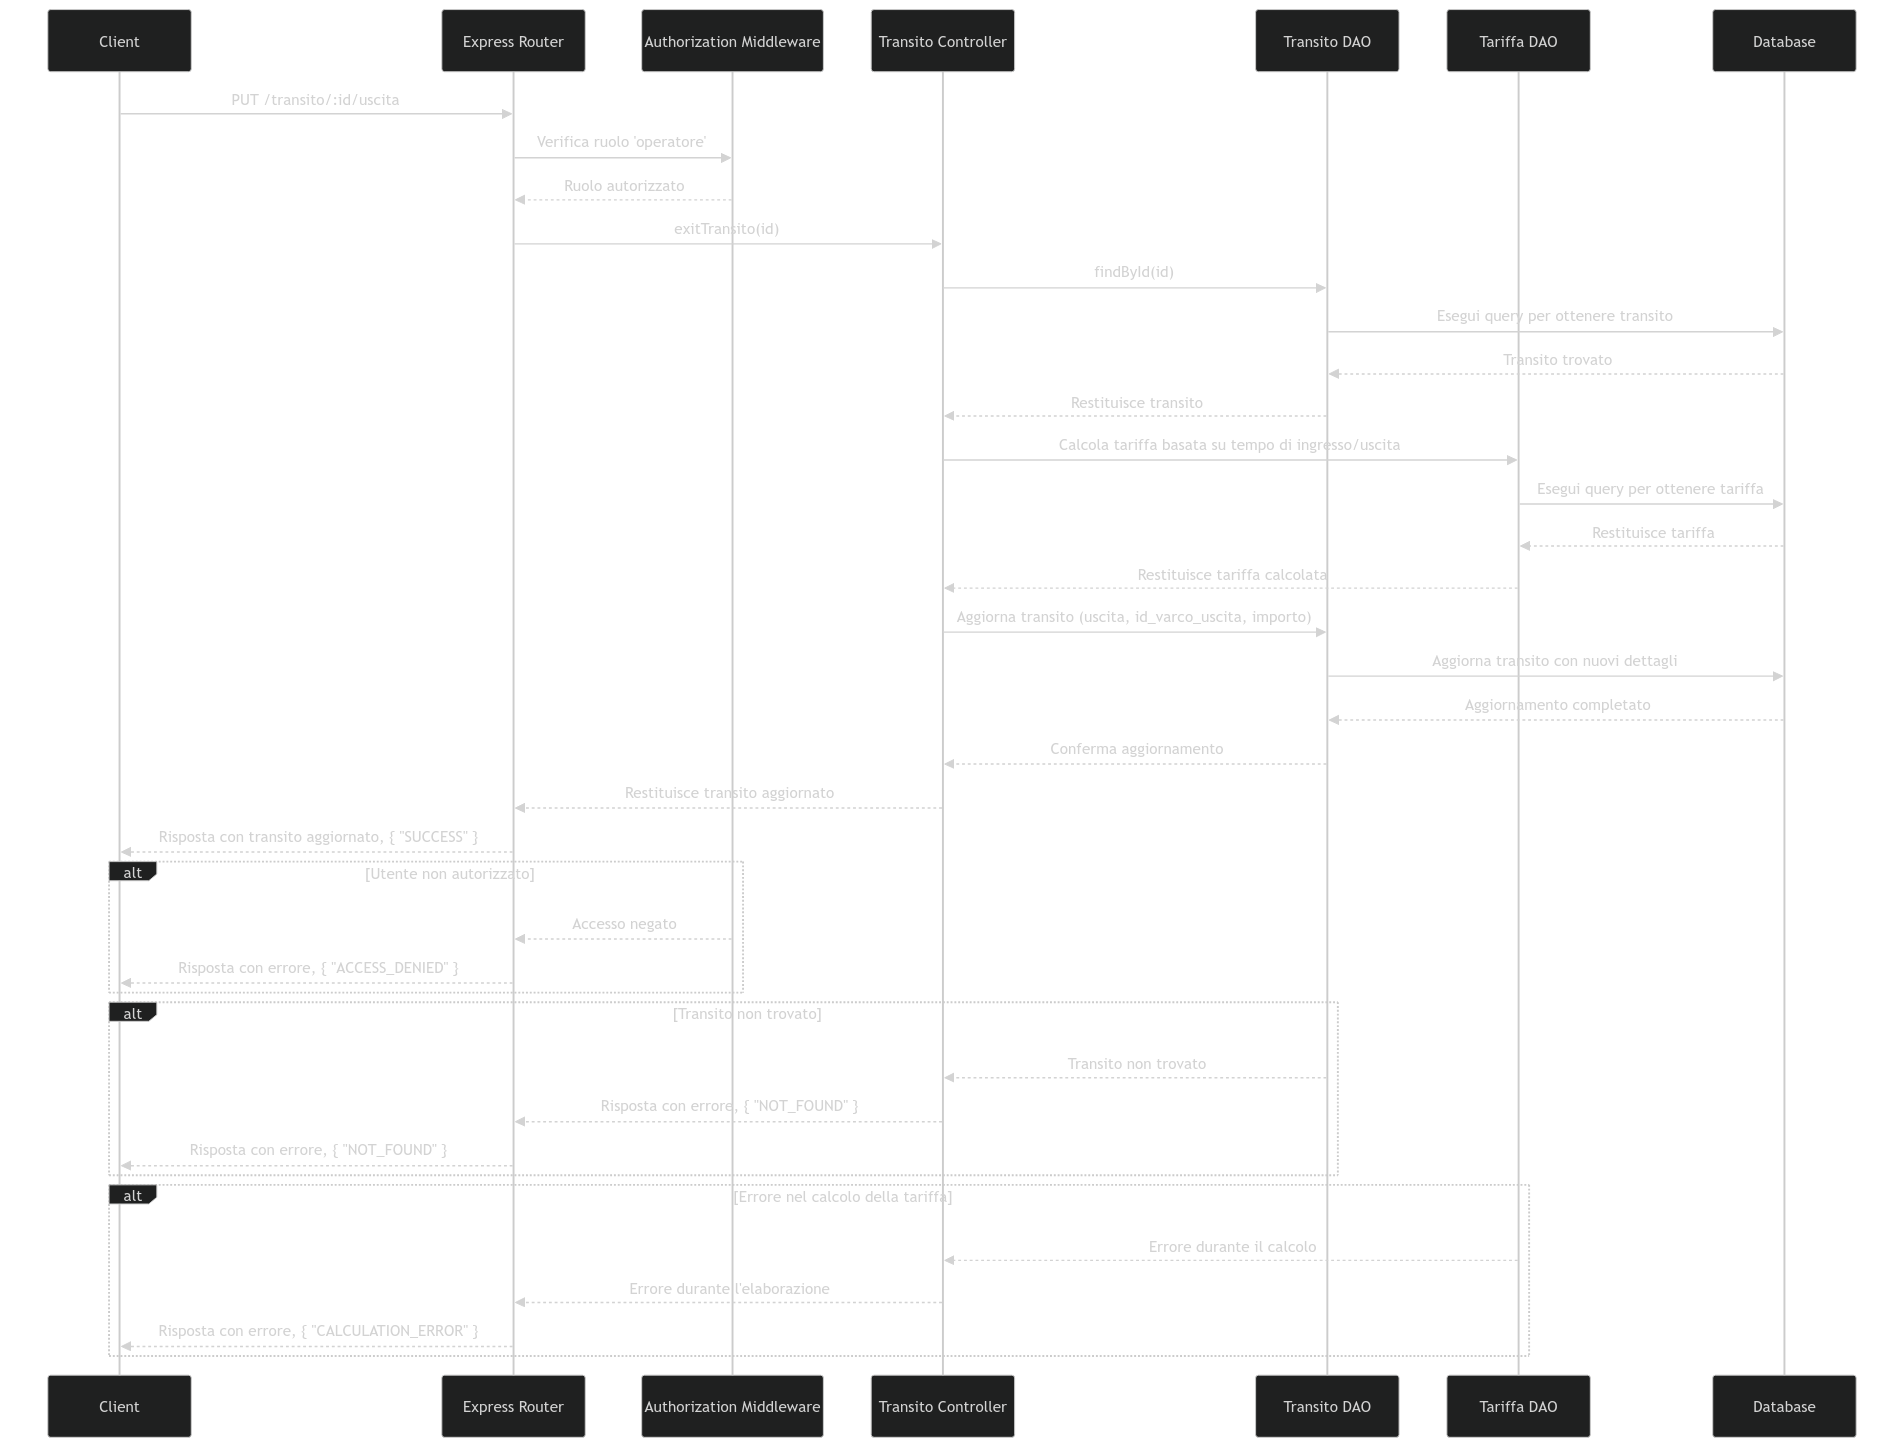 Client
Express Router
Authorization Middleware
Transito Controller
Transito DAO
Tariffa DAO
Database
PUT /transito/:id/uscita
Verifica ruolo 'operatore'
Ruolo autorizzato
exitTransito(id)
findById(id)
Esegui query per ottenere transito
Transito trovato
Restituisce transito
Calcola tariffa basata su tempo di ingresso/uscita
Esegui query per ottenere tariffa
Restituisce tariffa
Restituisce tariffa calcolata
Aggiorna transito (uscita, id_varco_uscita, importo)
Aggiorna transito con nuovi dettagli
Aggiornamento completato
Conferma aggiornamento
Restituisce transito aggiornato
Risposta con transito aggiornato, { "SUCCESS" }
alt
[Utente non autorizzato]
Accesso negato
Risposta con errore, { "ACCESS_DENIED" }
alt
[Transito non trovato]
Transito non trovato
Risposta con errore, { "NOT_FOUND" }
Risposta con errore, { "NOT_FOUND" }
alt
[Errore nel calcolo della tariffa]
Errore durante il calcolo
Errore durante l'elaborazione
Risposta con errore, { "CALCULATION_ERROR" }
Client
Express Router
Authorization Middleware
Transito Controller
Transito DAO
Tariffa DAO
Database